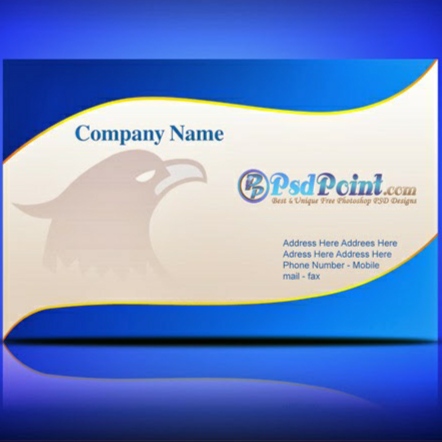 Company Name
PsdPoint.com
Best & Unique Free Photoshop PSD Designs
Address Here Addrees Here
Adress Here Address Here
Phone Number - Mobile
mail - fax